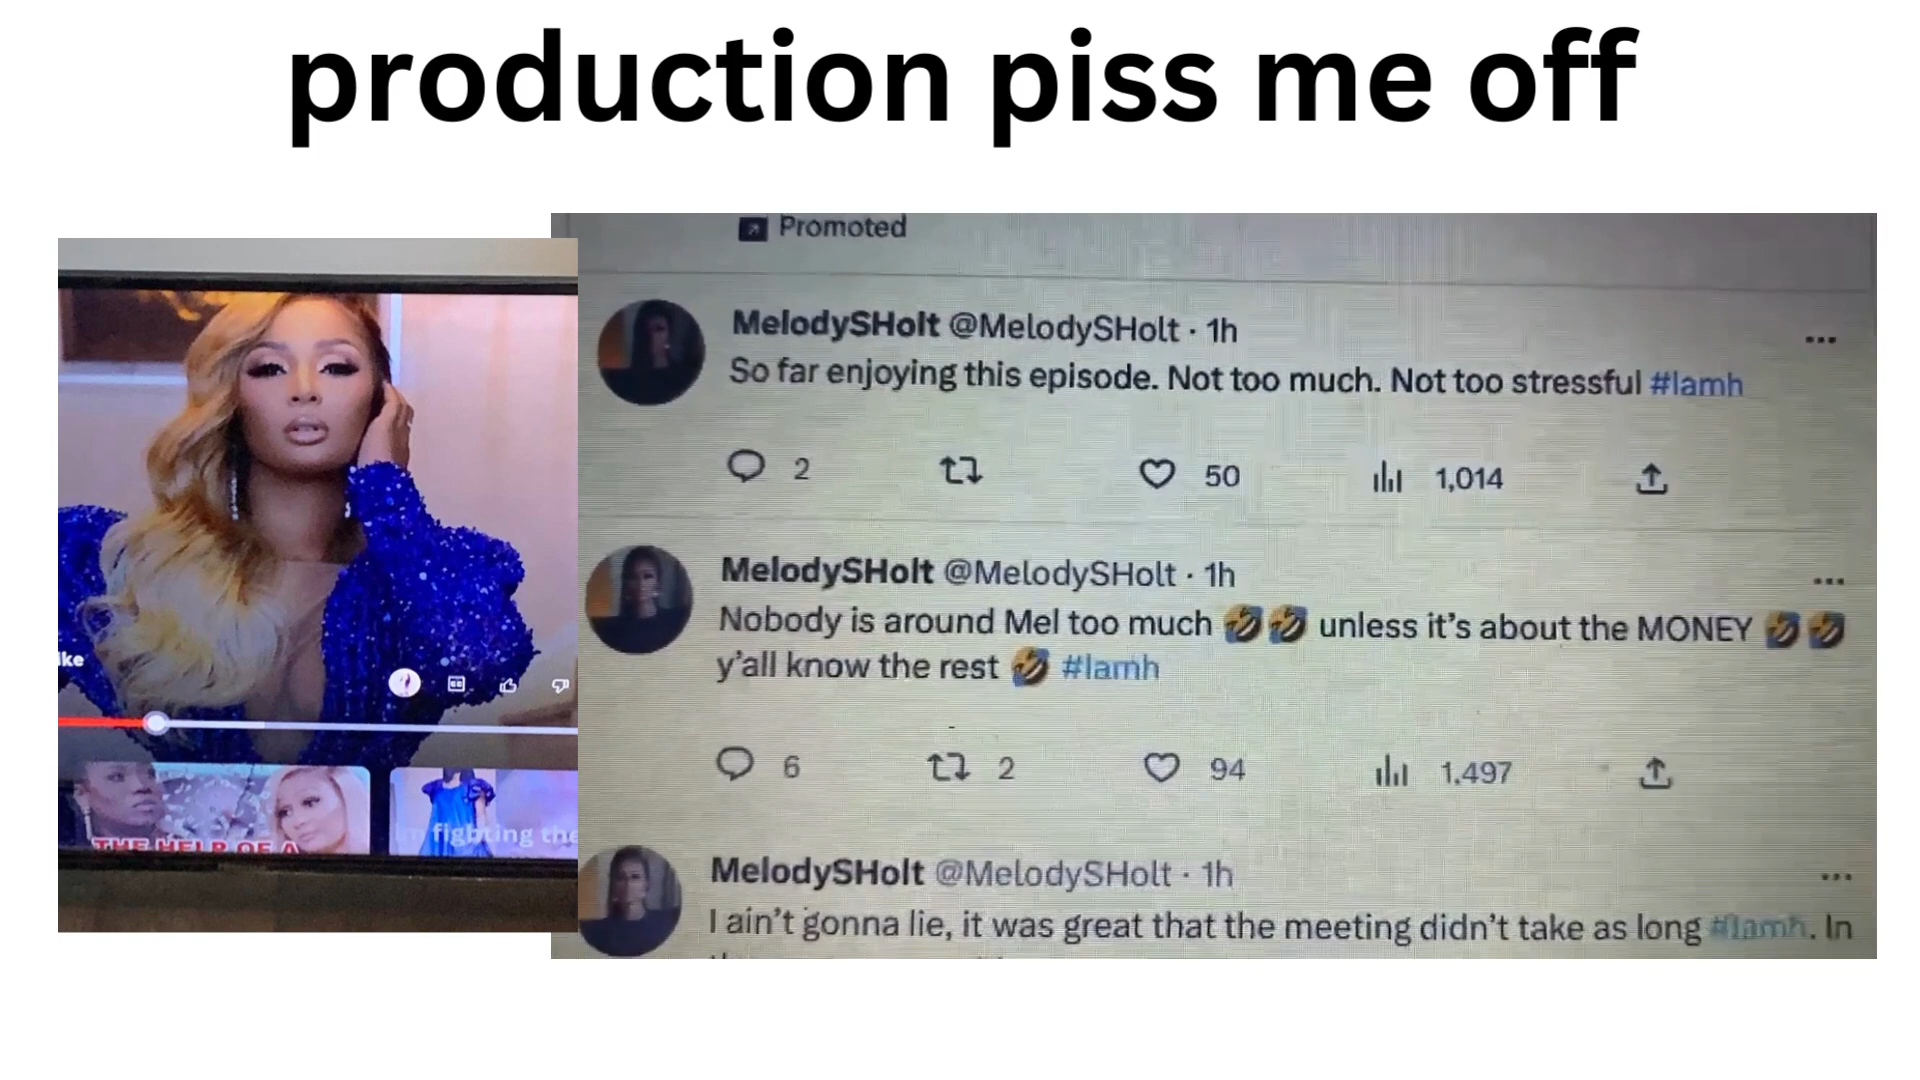 production piss me off
Promoted
MelodySHolt @MelodySHolt · 1h
So far enjoying this episode. Not too much. Not too stressful #lamh
2 50 1,014
MelodySHolt @MelodySHolt · 1h
Nobody is around Mel too much 🤣🤣 unless it's about the MONEY 🤣🤣
y'all know the rest 🤣 #lamh
6 2 94 1,497
MelodySHolt @MelodySHolt · 1h
I ain't gonna lie, it was great that the meeting didn't take as long #lamh. In
ke
CC
THE HELP OF A
fighting the